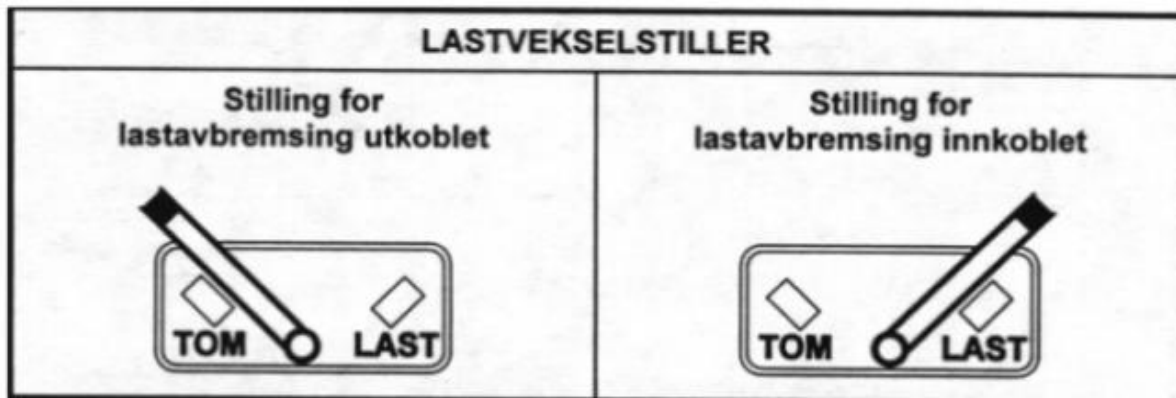 LASTVEKSELSTILLER
Stilling for
lastavbremsing utkoblet
TOM LAST
Stilling for
lastavbremsing innkoblet
TOM LAST